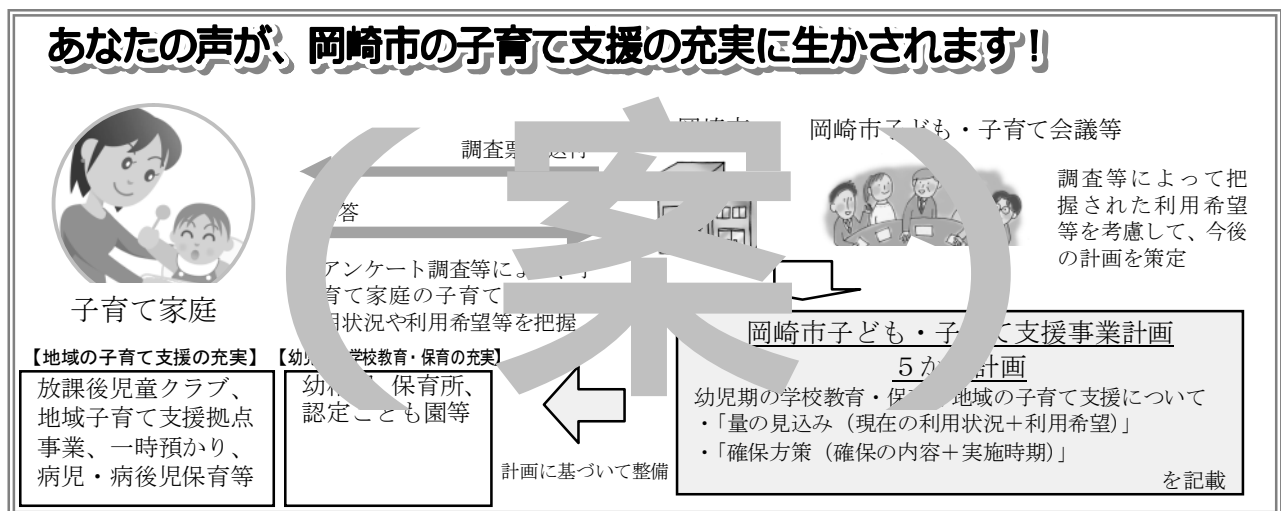 あなたの声が、岡崎市の子育て支援の充実に生かされます！
（案）
岡崎市子ども・子育て会議等
調査票
答
調査等によって把
握された利用希望
等を考慮して、今後
の計画を策定
アンケート調査等によ
育て家庭の子育て
用状況や利用希望等を把握
子育て家庭
【地域の子育て支援の充実】
放課後児童クラブ、
地域子育て支援拠点
事業、一時預かり、
病児・病後児保育等
【幼児 学校教育・保育の充実】
幼稚 保育所、
認定こども園等
計画に基づいて整備
岡崎市子ども・子 て支援事業計画
５か 計画
幼児期の学校教育・保 地域の子育て支援について
・「量の見込み（現在の利用状況＋利用希望）」
・「確保方策（確保の内容＋実施時期）」
を記載